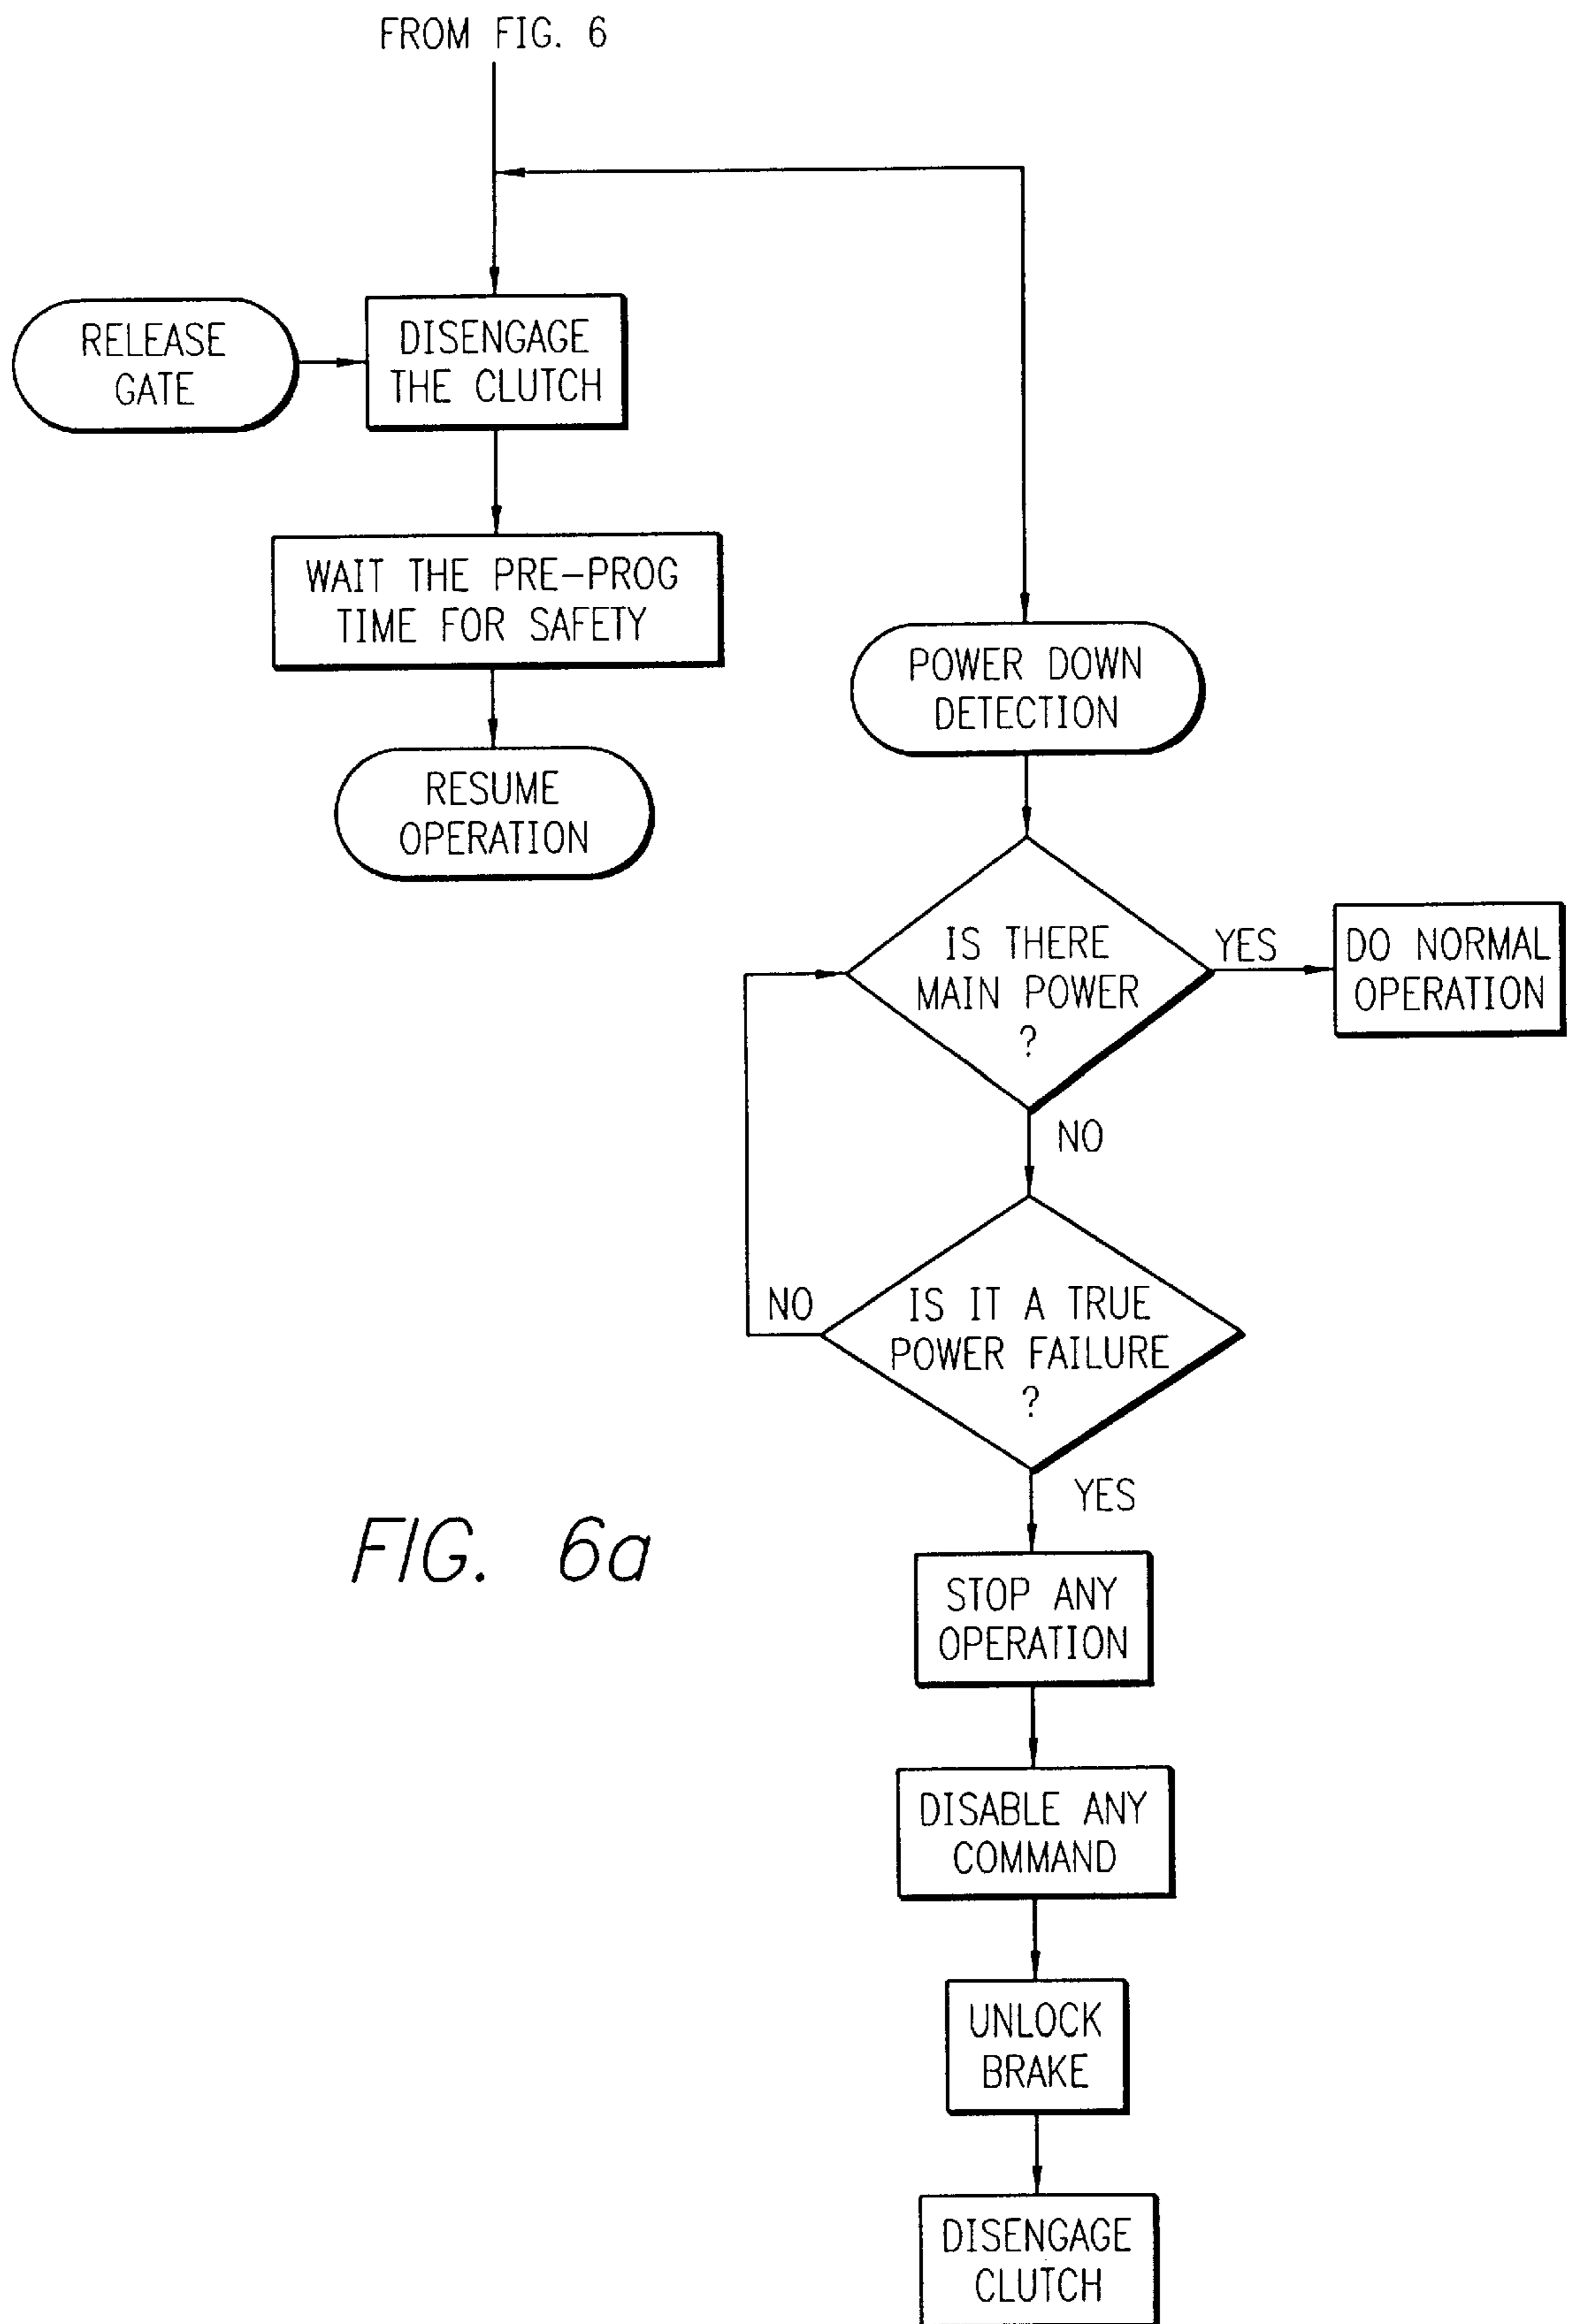 FROM FIG. 6
RELEASE
GATE
DISENGAGE
THE CLUTCH
WAIT THE PRE-PROG
TIME FOR SAFETY
RESUME
OPERATION
POWER DOWN
DETECTION
IS THERE
MAIN POWER
?
YES
DO NORMAL
OPERATION
NO
IS IT A TRUE
POWER FAILURE
?
NO
YES
STOP ANY
OPERATION
DISABLE ANY
COMMAND
UNLOCK
BRAKE
DISENGAGE
CLUTCH
FIG. 6a